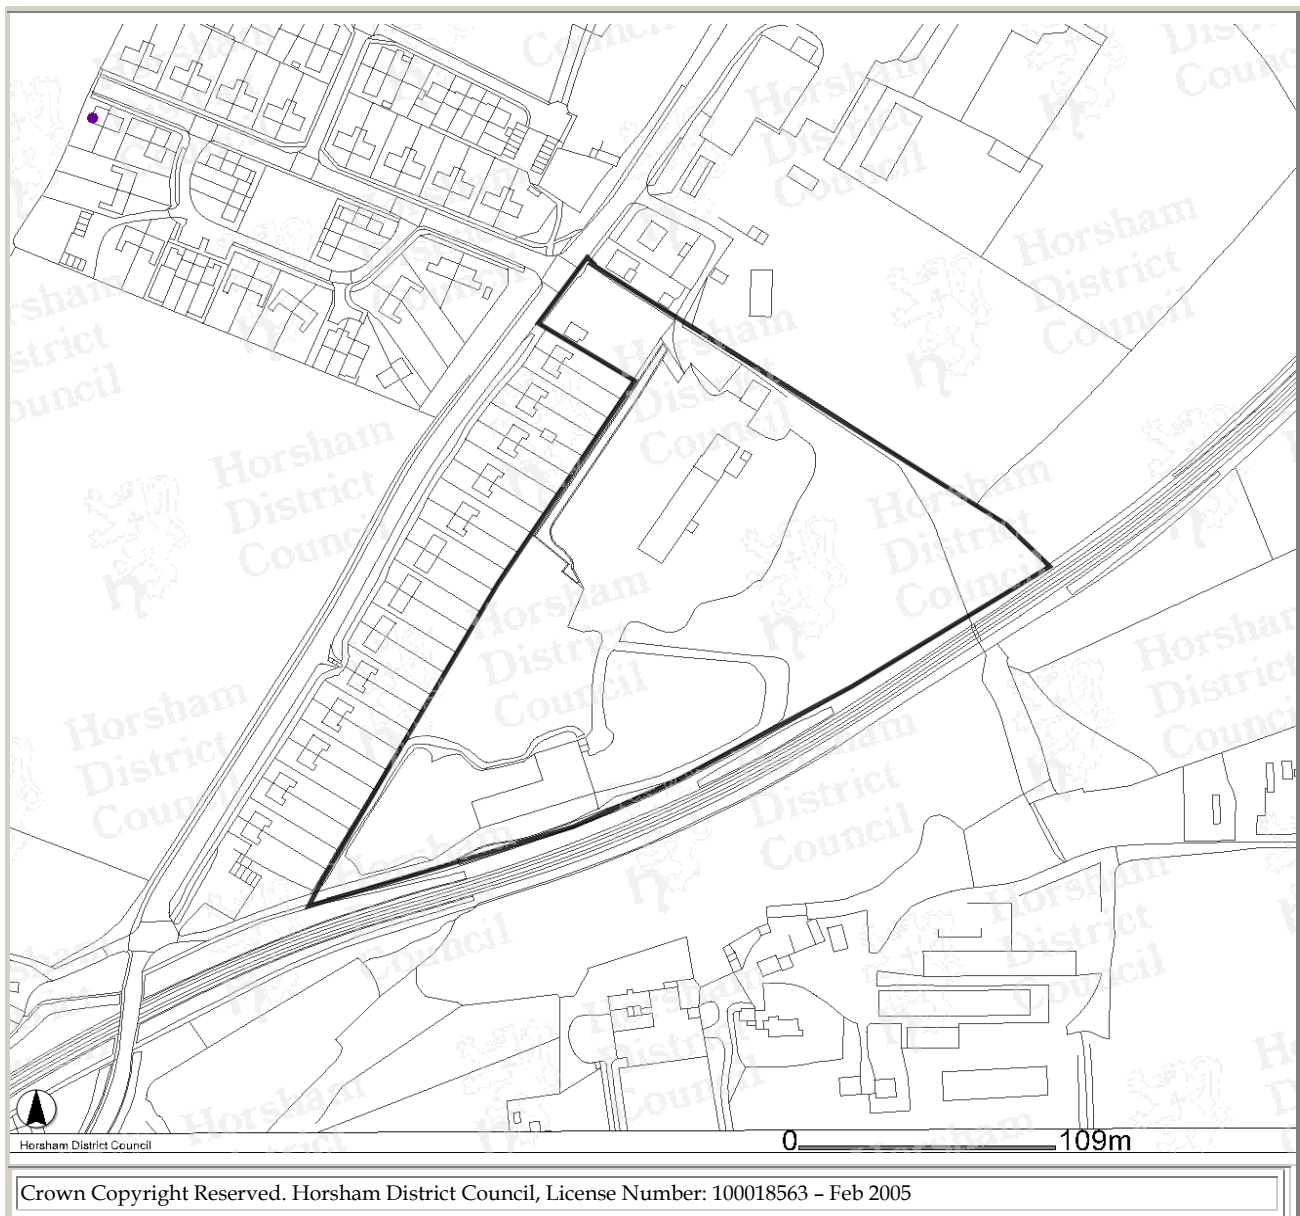 Horsham
District
Council
Horsham District Council
0 109m
Crown Copyright Reserved. Horsham District Council, License Number: 100018563 – Feb 2005